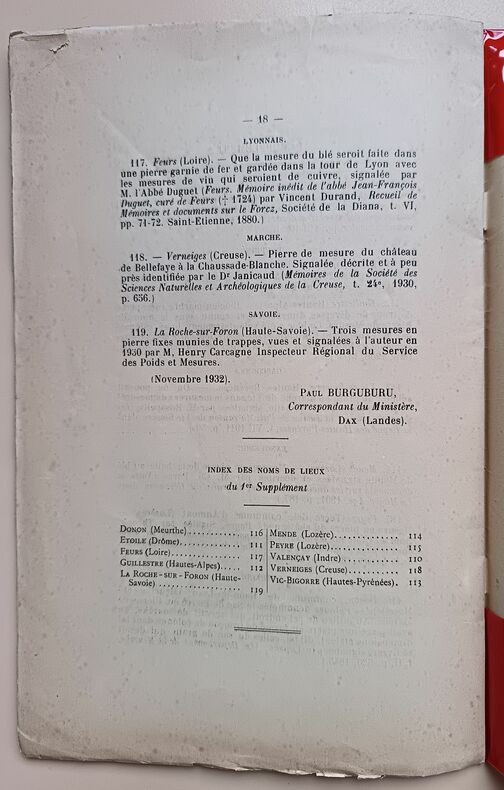 — 18 —
LYONNAIS.
117. Feurs (Loire). — Que la mesure du blé seroit faite dans
une pierre garnie de fer et gardée dans la tour de Lyon avec
les mesures de vin qui seroient de cuivre, signalée par
M. l'Abbé Duguet (Feurs. Mémoire inédit de l'abbé Jean-François
Duguet, curé de Feurs († 1724) par Vincent Durand, Recueil de
Mémoires et documents sur le Forez, Société de la Diana, t. VI,
pp. 71-72. Saint-Etienne, 1880.)
MARCHE.
118. — Verneiges (Creuse). — Pierre de mesure du château
de Bellefaye à la Chaussade-Blanche. Signalée décrite et à peu
près identifiée par le Dr Janicaud (Mémoires de la Société des
Sciences Naturelles et Archéologiques de la Creuse, t. 24e, 1930,
p. 656.)
SAVOIE.
119. La Roche-sur-Foron (Haute-Savoie). — Trois mesures en
pierre fixes munies de trappes, vues et signalées à l'auteur en
1930 par M. Henry Carcagne Inspecteur Régional du Service
des Poids et Mesures.
(Novembre 1932).
PAUL BURGUBURU,
Correspondant du Ministère,
DAX (Landes).
INDEX DES NOMS DE LIEUX
du 1er Supplément
DONON (Meurthe)............ 116
ETOILE (Drôme)............. 111
FEURS (Loire).............. 117
GUILLESTRE (Hautes-Alpes).... 112
LA ROCHE-SUR-FORON (Haute-
Savoie) .................. 119
MENDE (Lozère)............. 114
PEYRE (Lozère)............. 115
VALENÇAY (Indre)........... 110
VERNEIGES (Creuse)......... 118
VIC-BIGORRE (Hautes-Pyrénées). 113